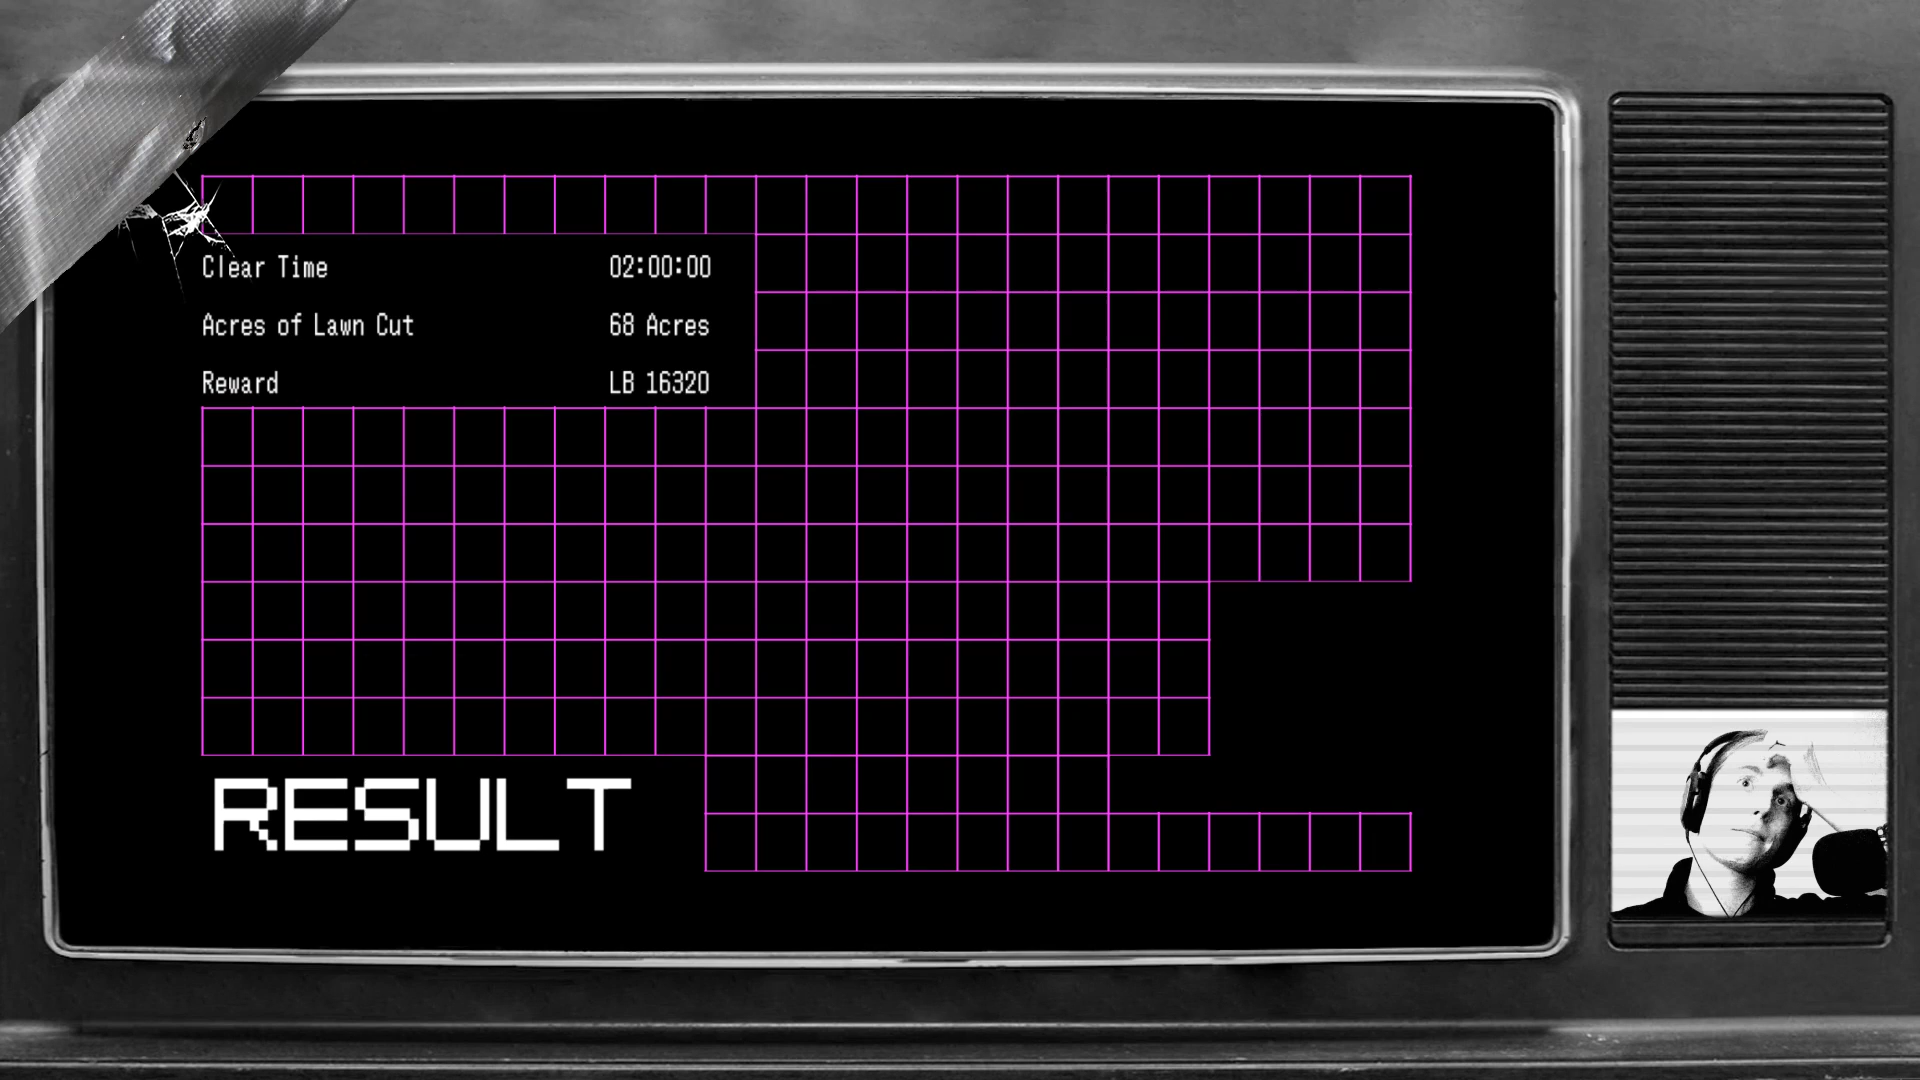 Clear Time 02:00:00
Acres of Lawn Cut 68 Acres
Reward LB 16320
RESULT